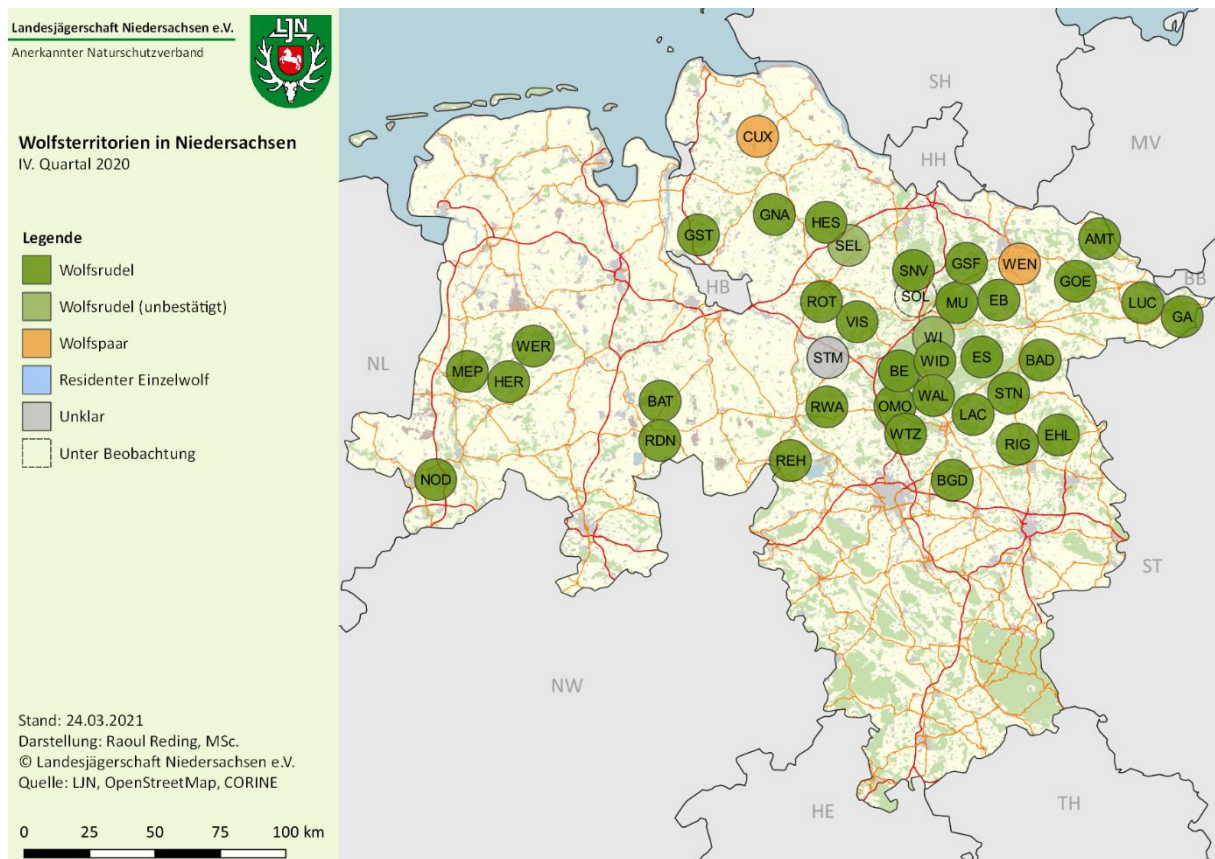 Landesjägerschaft Niedersachsen e.V.
Anerkannter Naturschutzverband
LJN
Wolfsterritorien in Niedersachsen
IV. Quartal 2020
Legende
Wolfsrudel
Wolfsrudel (unbestätigt)
Wolfspaar
Residenter Einzelwolf
Unklar
Unter Beobachtung
Stand: 24.03.2021
Darstellung: Raoul Reding, MSc.
© Landesjägerschaft Niedersachsen e.V.
Quelle: LJN, OpenStreetMap, CORINE
0 25 50 75 100 km
SH
MV
HH
CUX
GNA
HES
GST
SEL
AMT
SNV
GSF
WEN
GOE
BB
HB
SOL
ROT
MU
EB
LUC
GA
VIS
WI
WER
STM
WID
ES
BAD
NL
MEP
HER
BE
BAT
RWA
OMO
WAL
STN
LAC
RDN
WTZ
RIG
EHL
REH
NOD
BGD
ST
NW
HE
TH